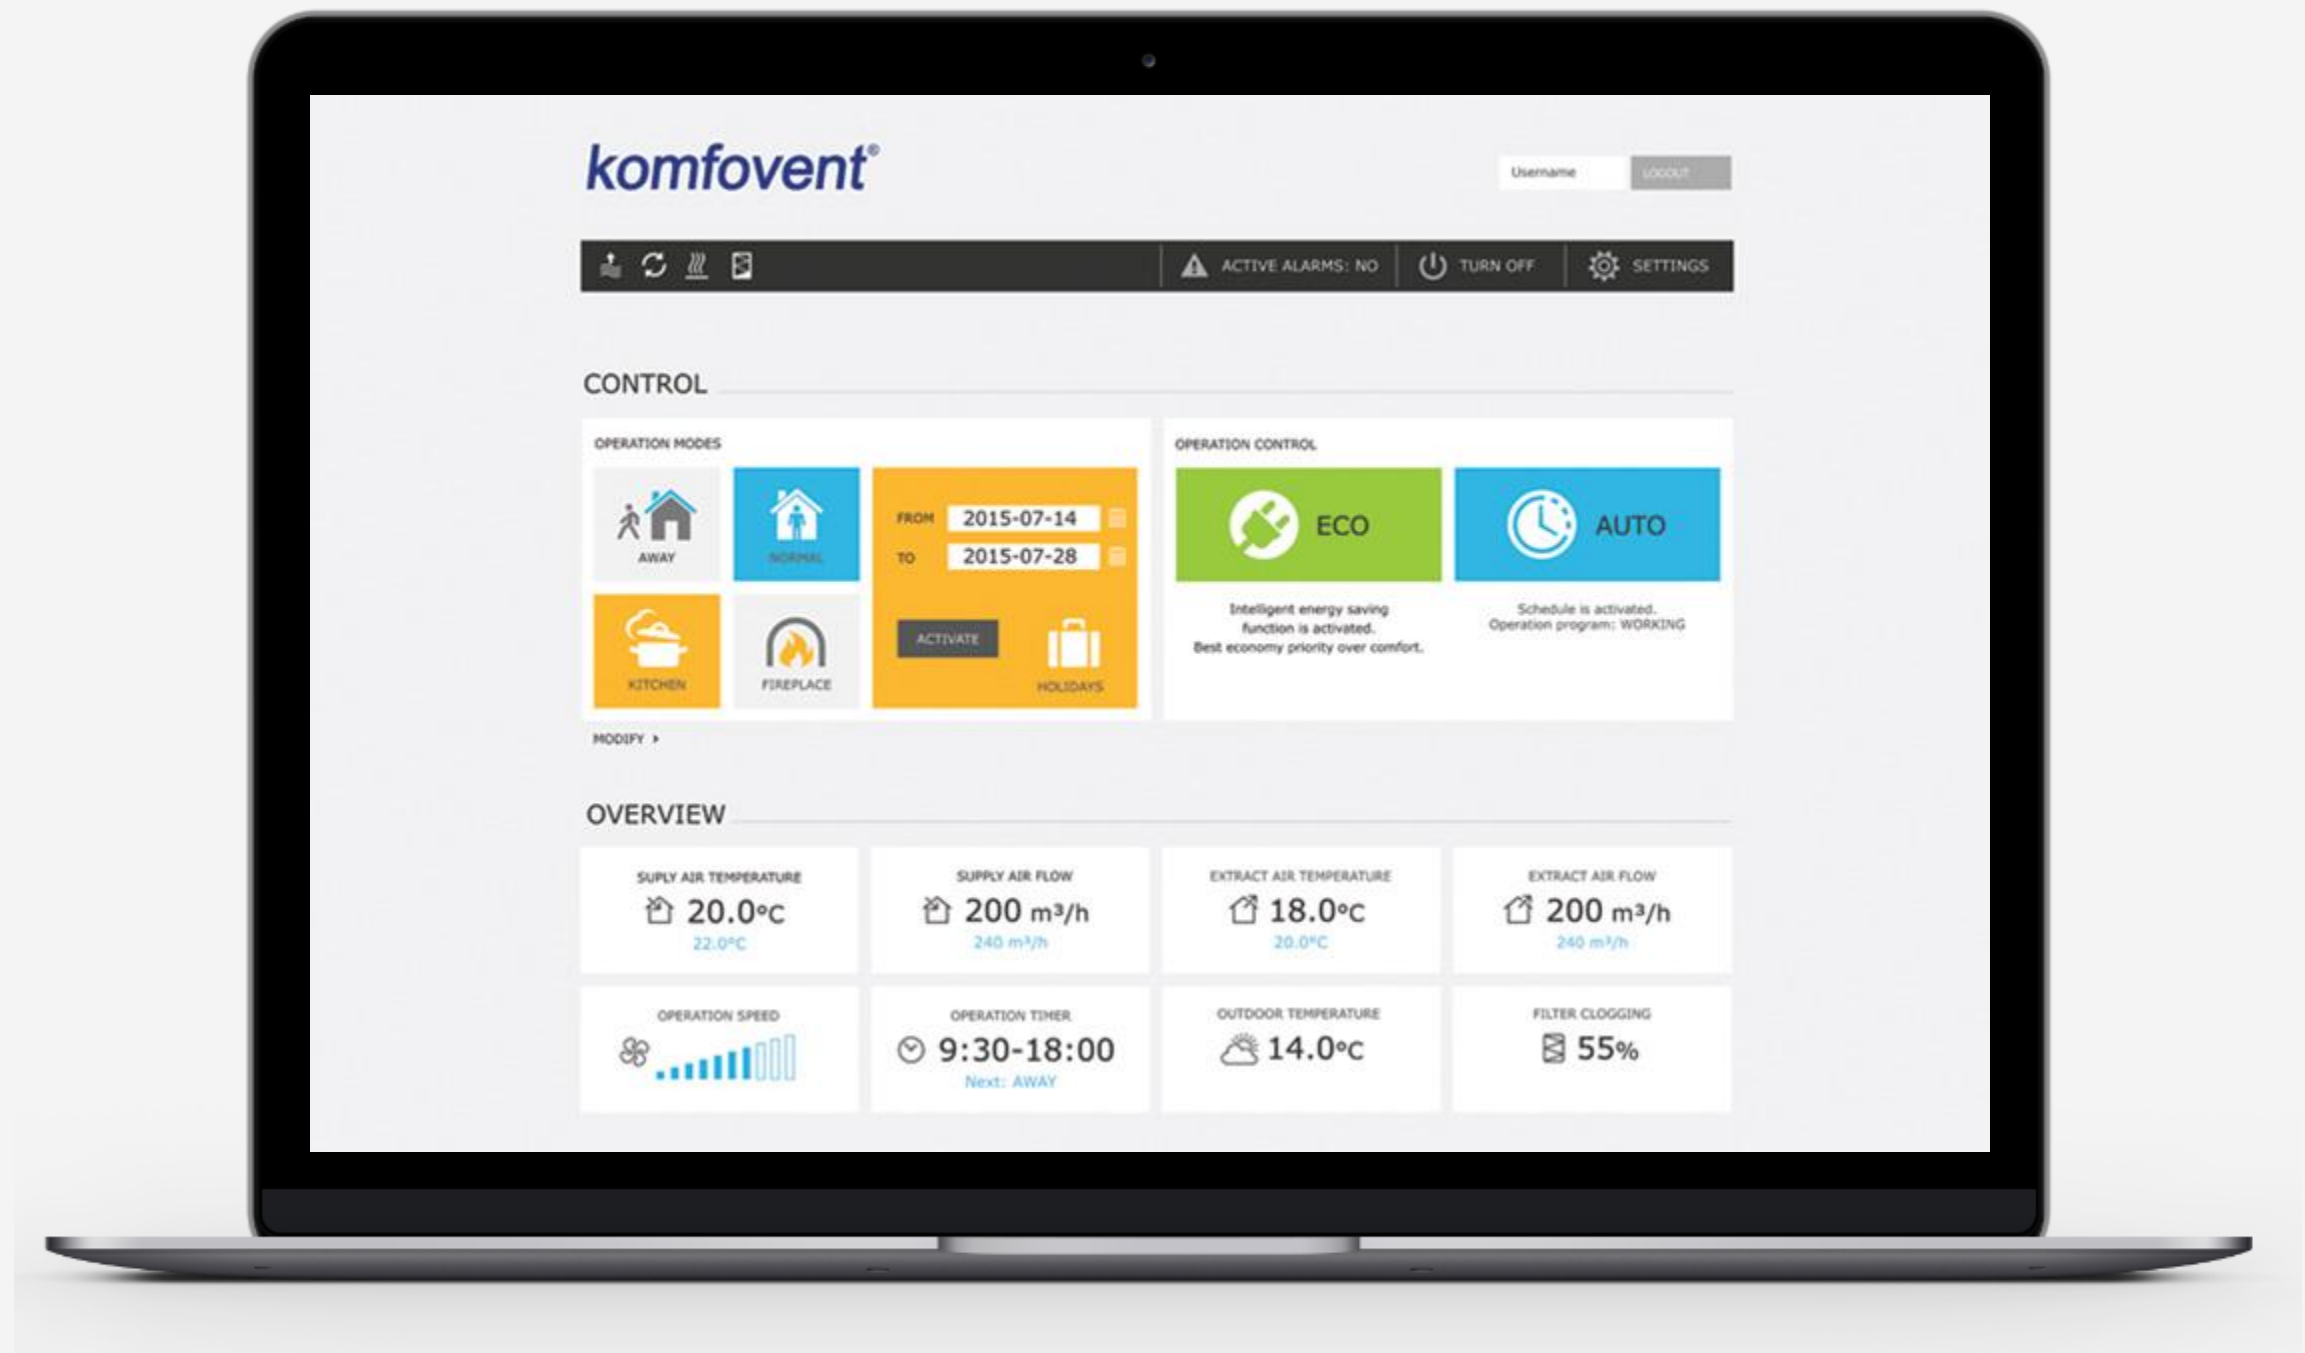 komfovent®
Username
LOGOUT
ACTIVE ALARMS: NO
TURN OFF
SETTINGS
CONTROL
OPERATION MODES
AWAY
NORMAL
KITCHEN
FIREPLACE
FROM 2015-07-14
TO 2015-07-28
ACTIVATE
HOLIDAYS
OPERATION CONTROL
ECO
Intelligent energy saving
function is activated.
Best economy priority over comfort.
AUTO
Schedule is activated.
Operation program: WORKING
MODIFY
OVERVIEW
SUPLY AIR TEMPERATURE
20.0°C
22.0°C
SUPPLY AIR FLOW
200 m³/h
240 m³/h
EXTRACT AIR TEMPERATURE
18.0°C
20.0°C
EXTRACT AIR FLOW
200 m³/h
240 m³/h
OPERATION SPEED
OPERATION TIMER
9:30-18:00
Next: AWAY
OUTDOOR TEMPERATURE
14.0°C
FILTER CLOGGING
55%